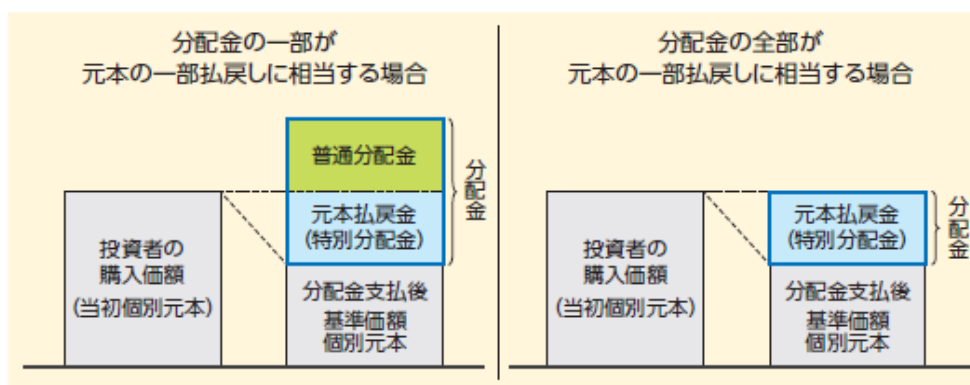 分配金の一部が
元本の一部払戻しに相当する場合
普通分配金
元本払戻金
(特別分配金)
分配金
投資者の
購入価額
(当初個別元本)
分配金支払後
基準価額
個別元本
分配金の全部が
元本の一部払戻しに相当する場合
元本払戻金
(特別分配金)
分配金
投資者の
購入価額
(当初個別元本)
分配金支払後
基準価額
個別元本